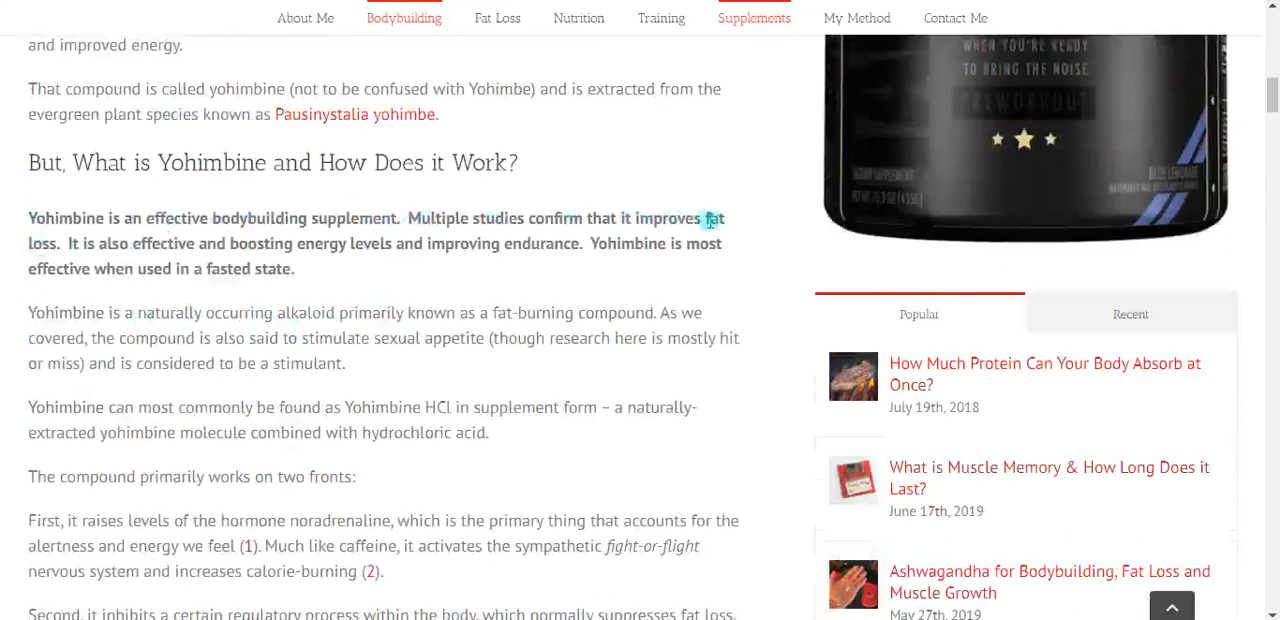 About Me Bodybuilding Fat Loss Nutrition Training Supplements My Method Contact Me
and improved energy.
That compound is called yohimbine (not to be confused with Yohimbe) and is extracted from the
evergreen plant species known as Pausinystalia yohimbe.
But, What is Yohimbine and How Does it Work?
Yohimbine is an effective bodybuilding supplement. Multiple studies confirm that it improves fat
loss. It is also effective and boosting energy levels and improving endurance. Yohimbine is most
effective when used in a fasted state.
Yohimbine is a naturally occurring alkaloid primarily known as a fat-burning compound. As we
covered, the compound is also said to stimulate sexual appetite (though research here is mostly hit
or miss) and is considered to be a stimulant.
Yohimbine can most commonly be found as Yohimbine HCl in supplement form – a naturally-
extracted yohimbine molecule combined with hydrochloric acid.
The compound primarily works on two fronts:
First, it raises levels of the hormone noradrenaline, which is the primary thing that accounts for the
alertness and energy we feel (1). Much like caffeine, it activates the sympathetic fight-or-flight
nervous system and increases calorie-burning (2).
Second, it inhibits a certain regulatory process within the body, which normally suppresses fat loss.
WHEN YOU'RE READY
TO BRING THE NOISE
PREWORKOUT
BLUE LEMONADE
Popular Recent
How Much Protein Can Your Body Absorb at
Once?
July 19th, 2018
What is Muscle Memory & How Long Does it
Last?
June 17th, 2019
Ashwagandha for Bodybuilding, Fat Loss and
Muscle Growth
May 27th, 2019